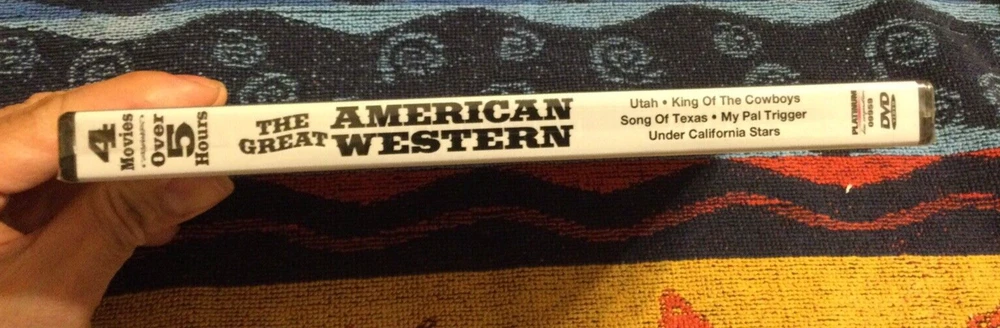 4
Movies
Over
5
Hours
THE
GREAT
AMERICAN
WESTERN
Utah • King Of The Cowboys
Song Of Texas • My Pal Trigger
Under California Stars
PLATINUM
09959
DVD